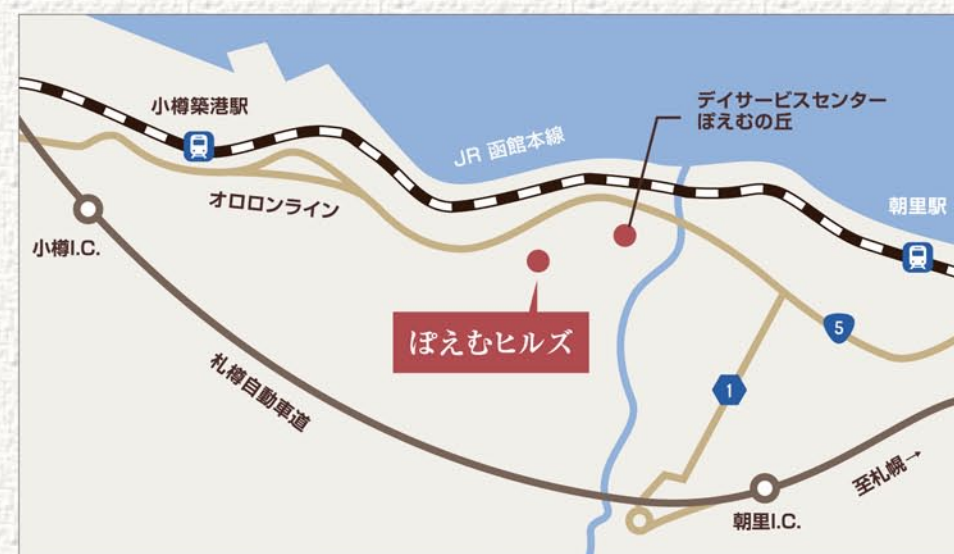 小樽築港駅
デイサービスセンター
ぽえむの丘
JR 函館本線
オロロンライン
朝里駅
小樽I.C.
ぽえむヒルズ
5
札樽自動車道
1
至札幌→
朝里I.C.